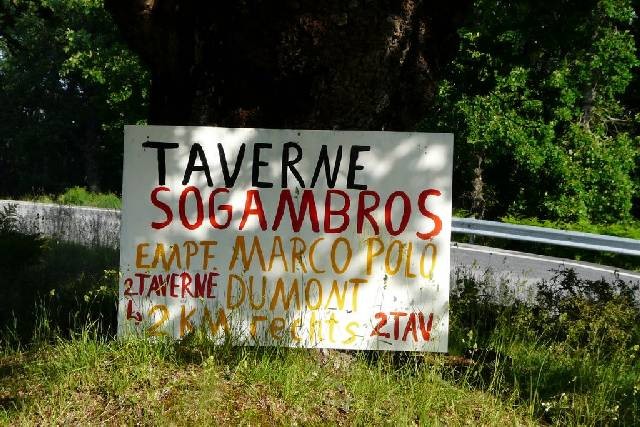 TAVERNE
SOGAMBROS
EMPF MARCO POLO
2 TAVERNE DUMONT
↳ 2 KM rechts 2 TAV